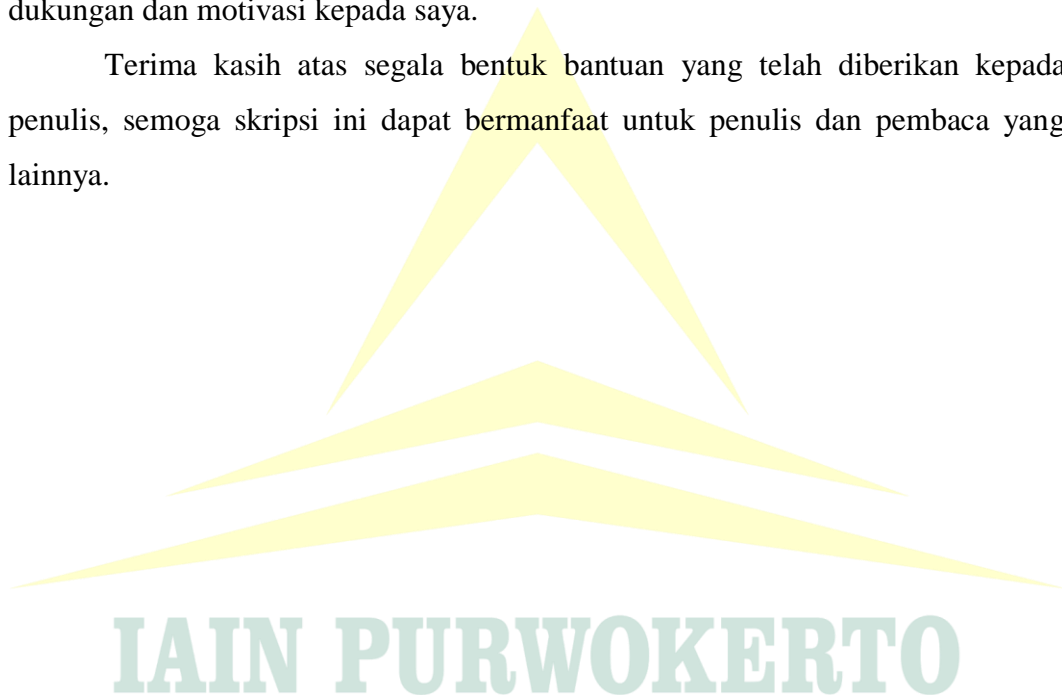 dukungan dan motivasi kepada saya.
Terima kasih atas segala bentuk bantuan yang telah diberikan kepada
penulis, semoga skripsi ini dapat bermanfaat untuk penulis dan pembaca yang
lainnya.
IAIN PURWOKERTO